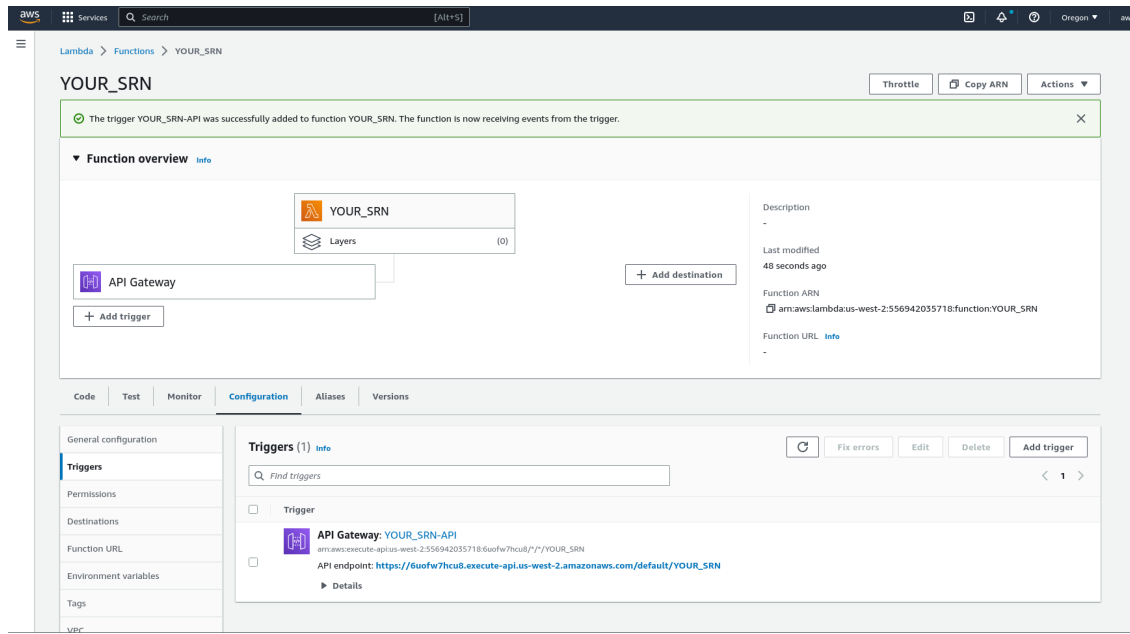 aws Services Search [Alt+S] Oregon ▼
Lambda > Functions > YOUR_SRN
YOUR_SRN
Throttle Copy ARN Actions ▼
The trigger YOUR_SRN-API was successfully added to function YOUR_SRN. The function is now receiving events from the trigger.
▼ Function overview Info
YOUR_SRN
Layers (0)
API Gateway
+ Add trigger
+ Add destination
Description
-
Last modified
48 seconds ago
Function ARN
arn:aws:lambda:us-west-2:556942035718:function:YOUR_SRN
Function URL Info
-
Code Test Monitor Configuration Aliases Versions
General configuration
Triggers
Permissions
Destinations
Function URL
Environment variables
Tags
VPC
Triggers (1) Info
Fix errors Edit Delete Add trigger
Find triggers
< 1 >
Trigger
API Gateway: YOUR_SRN-API
arn:aws:execute-api:us-west-2:556942035718:6uofw7hcu8/*/*/YOUR_SRN
API endpoint: https://6uofw7hcu8.execute-api.us-west-2.amazonaws.com/default/YOUR_SRN
▶ Details